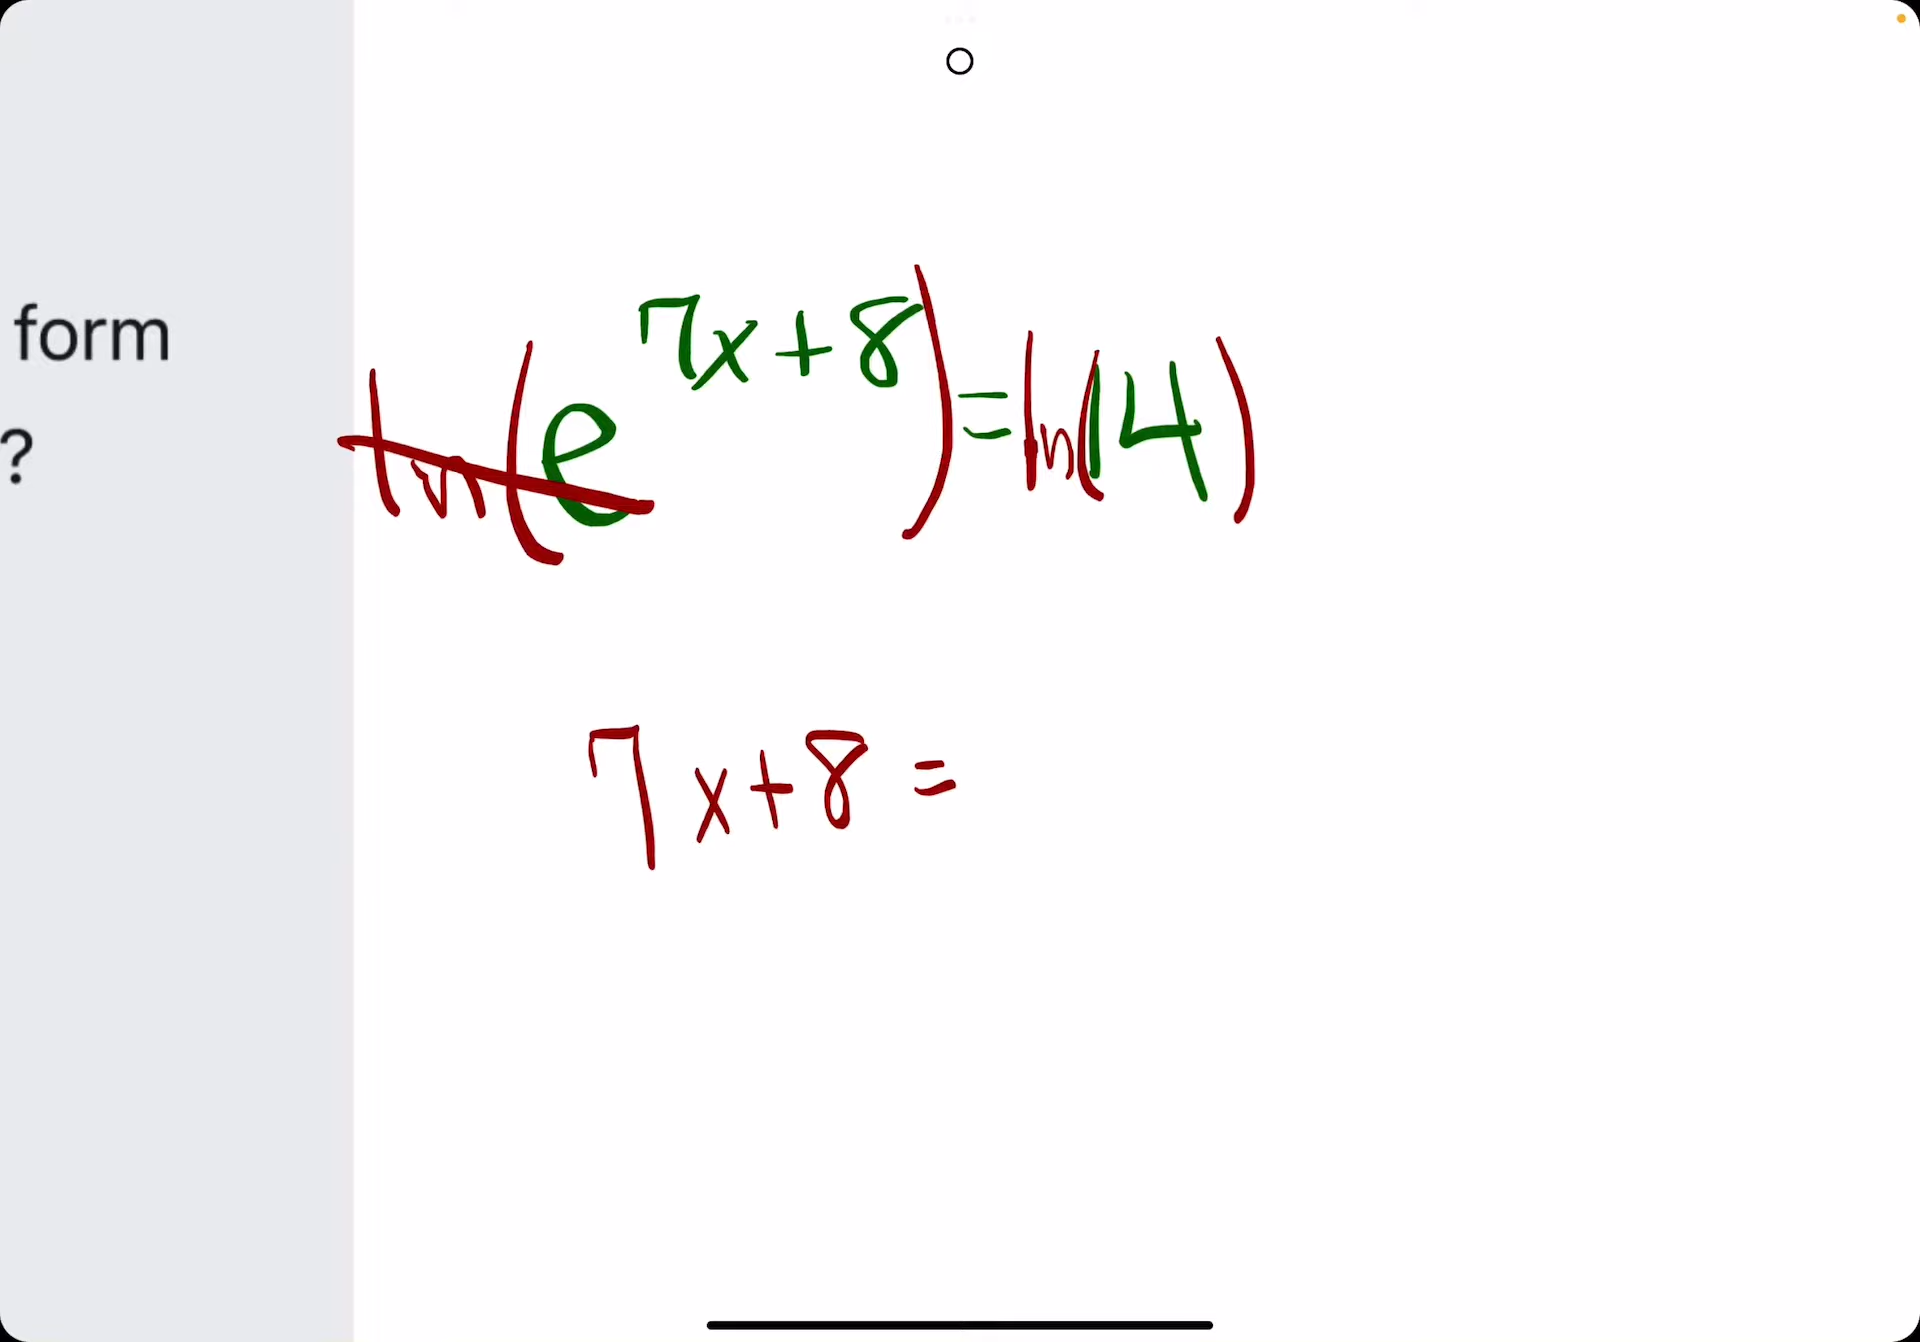 form
ln(e^7x+8) = ln(14)
?
7x+8 =